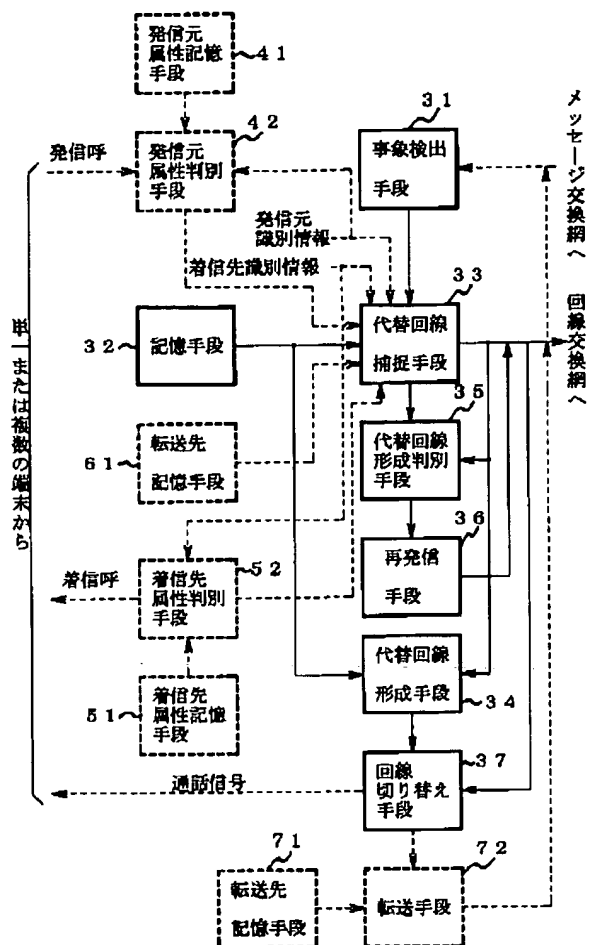 発信元
属性記憶
手段
41
42
発信呼
発信元
属性判別
手段
31
事象検出
手段
メッセージ交換網へ
発信元
識別情報
着信先識別情報
33
32
記憶手段
代替回線
捕捉手段
回線交換網へ
単一または複数の端末から
35
61
転送先
記憶手段
代替回線
形成判別
手段
36
52
再発信
手段
着信呼
着信先
属性判別
手段
代替回線
形成手段
34
51
着信先
属性記憶
手段
37
通話信号
回線
切り替え
手段
71
72
転送先
記憶手段
転送手段